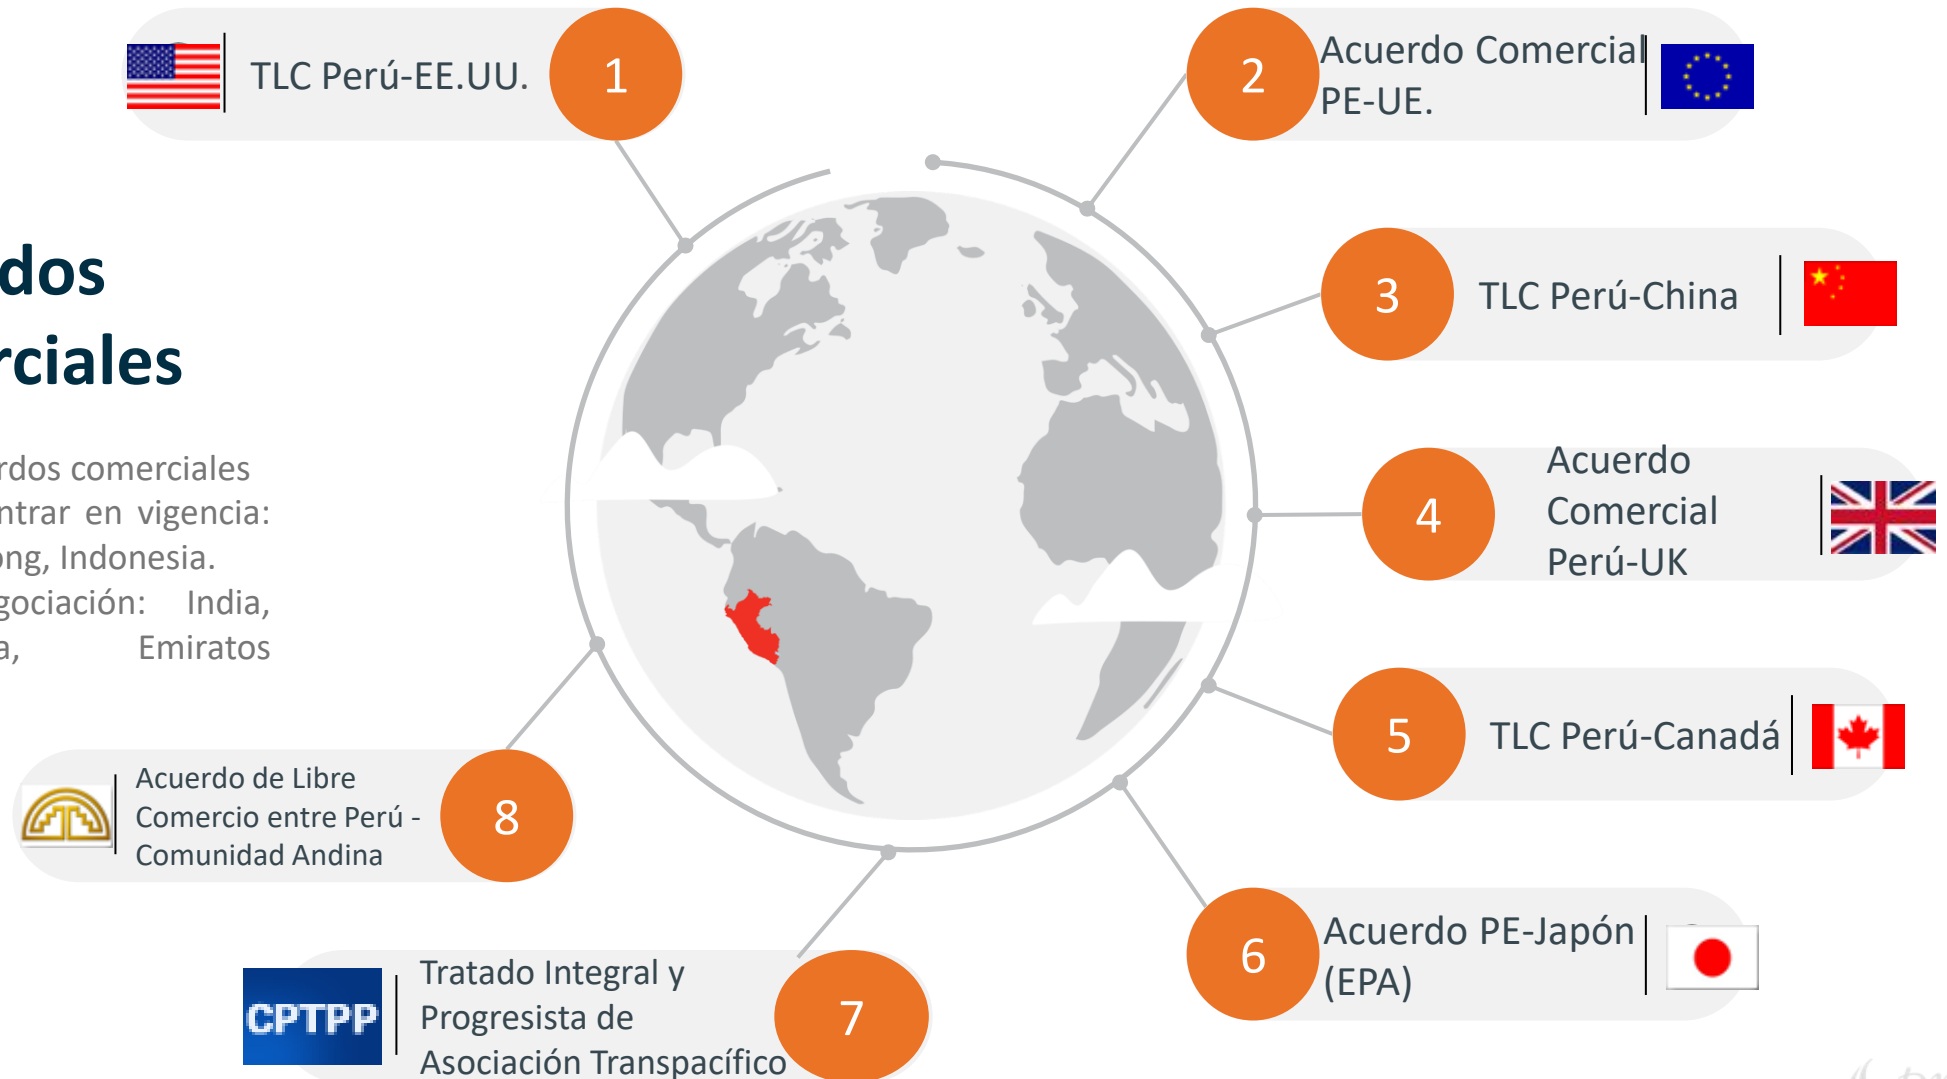 TLC Perú-EE.UU.
1
2
Acuerdo Comercial
PE-UE.
dos
rciales
3
TLC Perú-China
rdos comerciales
ntrar en vigencia:
ong, Indonesia.
gociación: India,
a, Emiratos
4
Acuerdo
Comercial
Perú-UK
5
TLC Perú-Canadá
Acuerdo de Libre
Comercio entre Perú -
Comunidad Andina
8
6
Acuerdo PE-Japón
(EPA)
CPTPP
Tratado Integral y
Progresista de
Asociación Transpacífico
7